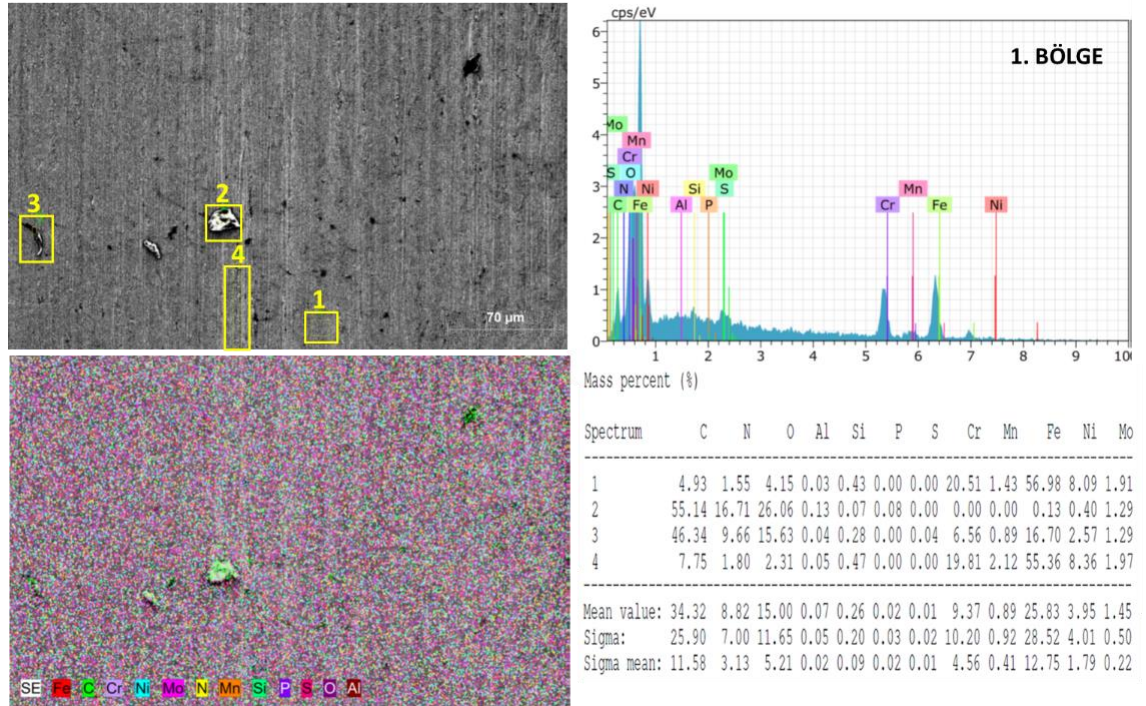 3
2
4
1
70 µm
SE Fe C Cr Ni Mo N Mn Si P S O Al
cps/eV
1. BÖLGE
6
5
4
3
2
1
0
Mo
Mn
Cr
S O Mo
N Ni Si S Mn
C Fe Al P Cr Fe Ni
1 2 3 4 5 6 7 8 9 10
Mass percent (%)
Spectrum C N O Al Si P S Cr Mn Fe Ni Mo
1 4.93 1.55 4.15 0.03 0.43 0.00 0.00 20.51 1.43 56.98 8.09 1.91
2 55.14 16.71 26.06 0.13 0.07 0.08 0.00 0.00 0.00 0.13 0.40 1.29
3 46.34 9.66 15.63 0.04 0.28 0.00 0.04 6.56 0.89 16.70 2.57 1.29
4 7.75 1.80 2.31 0.05 0.47 0.00 0.00 19.81 2.12 55.36 8.36 1.97
Mean value: 34.32 8.82 15.00 0.07 0.26 0.02 0.01 9.37 0.89 25.83 3.95 1.45
Sigma: 25.90 7.00 11.65 0.05 0.20 0.03 0.02 10.20 0.92 28.52 4.01 0.50
Sigma mean: 11.58 3.13 5.21 0.02 0.09 0.02 0.01 4.56 0.41 12.75 1.79 0.22